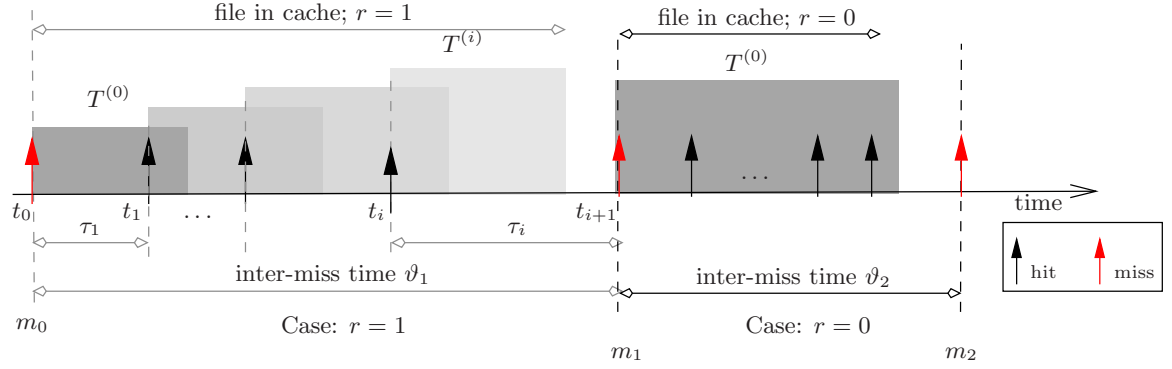 file in cache; r = 1
file in cache; r = 0
T^{(i)}
T^{(0)}
T^{(0)}
...
t_0
t_1
...
t_i
t_{i+1}
time
τ_1
τ_i
hit
miss
inter-miss time ϑ_1
inter-miss time ϑ_2
m_0
Case: r = 1
Case: r = 0
m_1
m_2